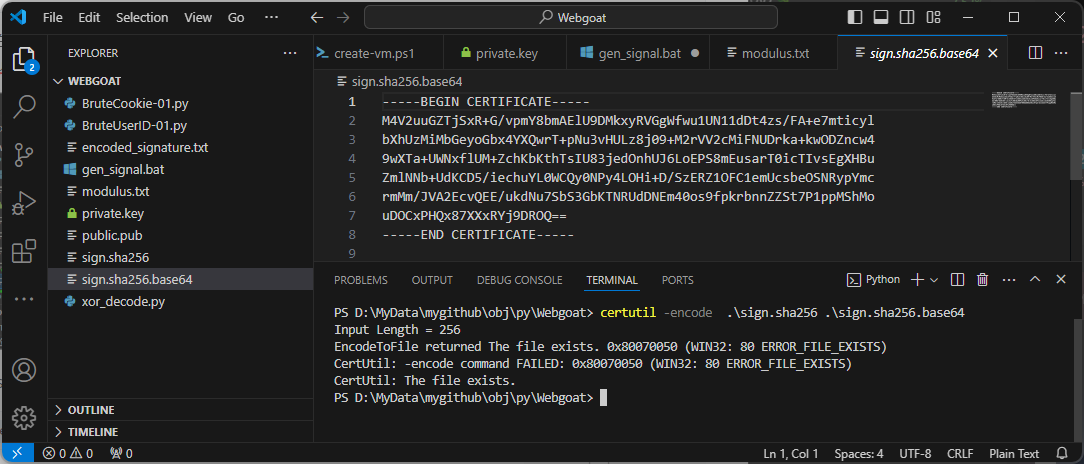 File Edit Selection View Go ··· Webgoat
EXPLORER ···
create-vm.ps1 private.key gen_signal.bat modulus.txt sign.sha256.base64
2
WEBGOAT
BruteCookie-01.py
BruteUserID-01.py
encoded_signature.txt
gen_signal.bat
modulus.txt
private.key
public.pub
sign.sha256
sign.sha256.base64
xor_decode.py
OUTLINE
TIMELINE
sign.sha256.base64
1 -----BEGIN CERTIFICATE-----
2 M4V2uuGZTjSxR+G/vpmY8bmAElU9DMkxyRVGgWfwu1UN11dDt4zs/FA+e7mticyl
3 bXhUzMiMbGeyoGbx4YXQwrT+pNu3vHULz8j09+M2rVV2cMiFNUDrka+kwODZncw4
4 9wXTa+UWNxflUM+ZchKbKthTsIU83jedOnhUJ6LoEPS8mEusarT0icTIvsEgXHBu
5 ZmlNNb+UdKCD5/iechuYL0WCQy0NPy4LOHi+D/SzERZ1OFC1emUcsbeOSNRypYmc
6 rmMm/JVA2EcvQEE/ukdNu7SbS3GbKTNRUdDNEm40os9fpkrbnnZZSt7P1ppMShMo
7 uDOCxPHQx87XXxRYj9DROQ==
8 -----END CERTIFICATE-----
9
PROBLEMS OUTPUT DEBUG CONSOLE TERMINAL PORTS Python
PS D:\MyData\mygithub\obj\py\Webgoat> certutil -encode .\sign.sha256 .\sign.sha256.base64
Input Length = 256
EncodeToFile returned The file exists. 0x80070050 (WIN32: 80 ERROR_FILE_EXISTS)
CertUtil: -encode command FAILED: 0x80070050 (WIN32: 80 ERROR_FILE_EXISTS)
CertUtil: The file exists.
PS D:\MyData\mygithub\obj\py\Webgoat>
0 0 0 Ln 1, Col 1 Spaces: 4 UTF-8 CRLF Plain Text